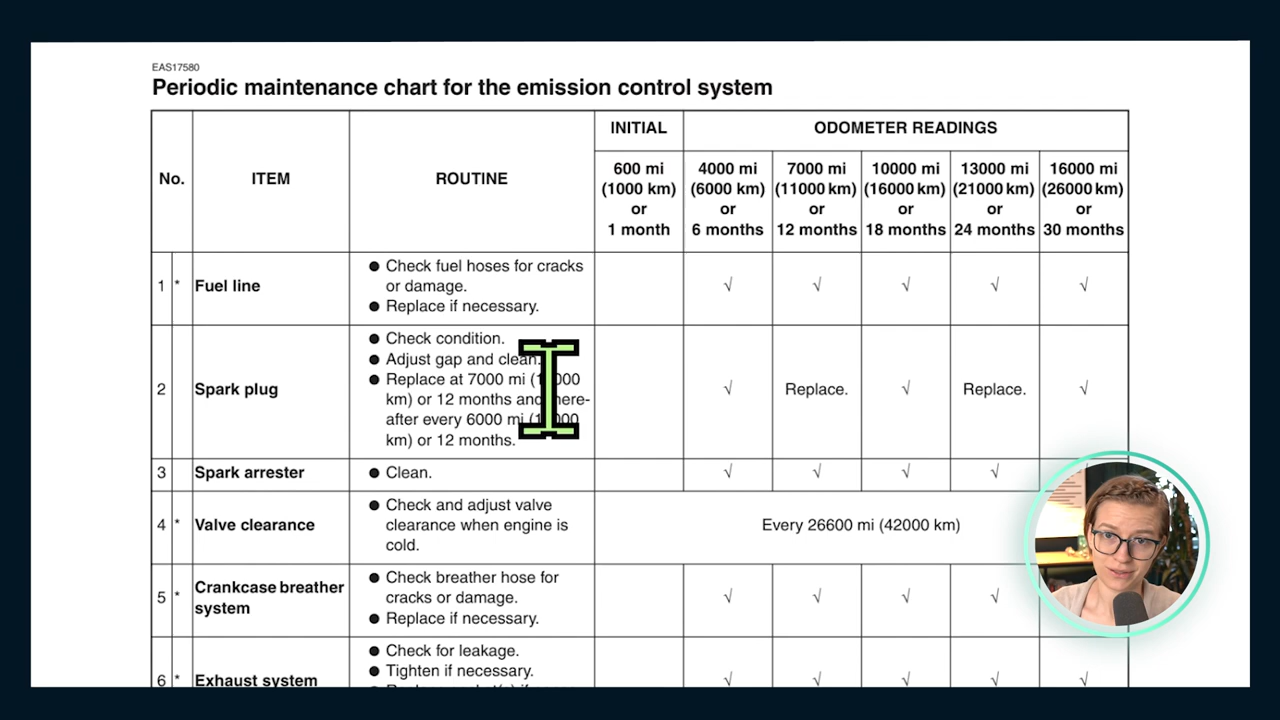 EAS17580
Periodic maintenance chart for the emission control system
No.
ITEM
ROUTINE
INITIAL
ODOMETER READINGS
600 mi
(1000 km)
or
1 month
4000 mi
(6000 km)
or
6 months
7000 mi
(11000 km)
or
12 months
10000 mi
(16000 km)
or
18 months
13000 mi
(21000 km)
or
24 months
16000 mi
(26000 km)
or
30 months
1 *
Fuel line
● Check fuel hoses for cracks
or damage.
● Replace if necessary.
√ √ √ √ √
2
Spark plug
● Check condition.
● Adjust gap and clean.
● Replace at 7000 mi
km) or 12 months and
after every 6000 mi
km) or 12 months.
√ Replace. √ Replace. √
3
Spark arrester
● Clean.
√ √ √ √
4 *
Valve clearance
● Check and adjust valve
clearance when engine is
cold.
Every 26600 mi (42000 km)
5 *
Crankcase breather
system
● Check breather hose for
cracks or damage.
● Replace if necessary.
√ √ √ √
6 *
Exhaust system
● Check for leakage.
● Tighten if necessary.
√ √ √ √ √